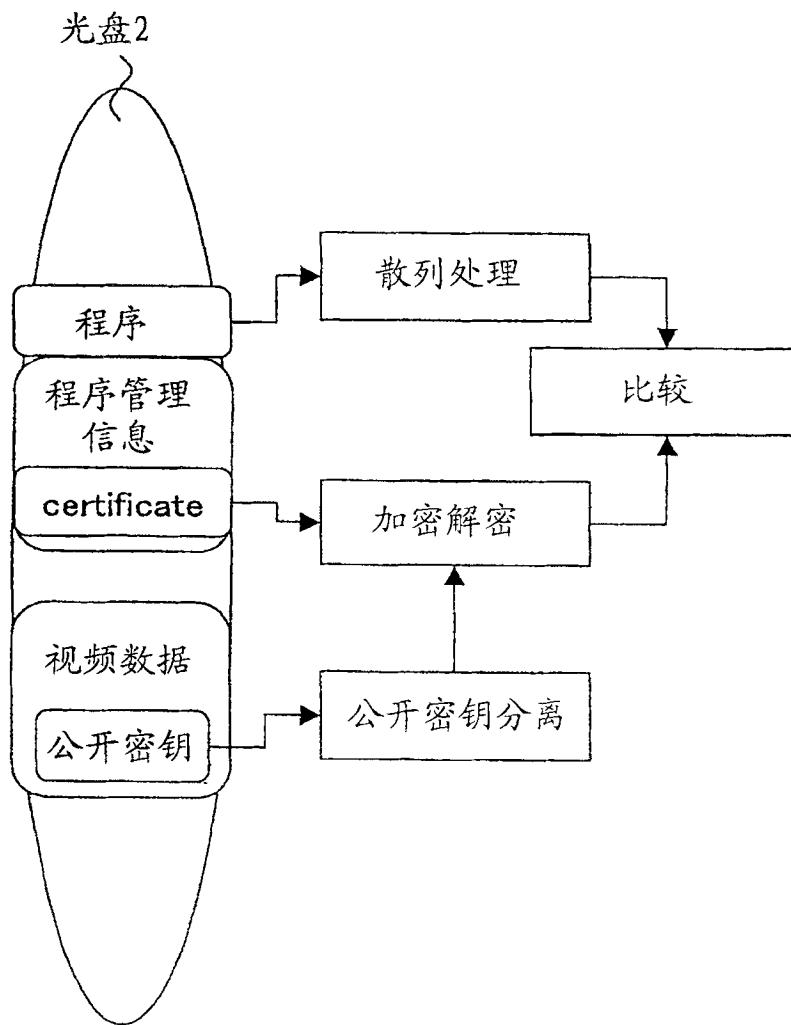 光盘2
散列处理
程序
比较
程序管理
信息
certificate
加密解密
视频数据
公开密钥
公开密钥分离